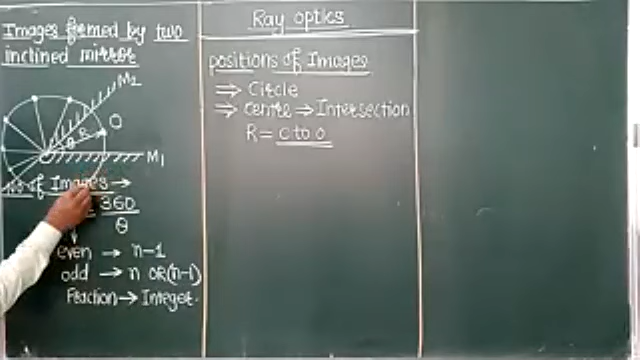 Images formed by two
inclined mirror
M2
O
R
θ
M1
of Images →
360
θ
even → n-1
odd → n OR(n-1)
Fraction → Integer.
Ray optics
positions of Images
⇒ Circle
⇒ centre ⇒ Intersection
R = C to O